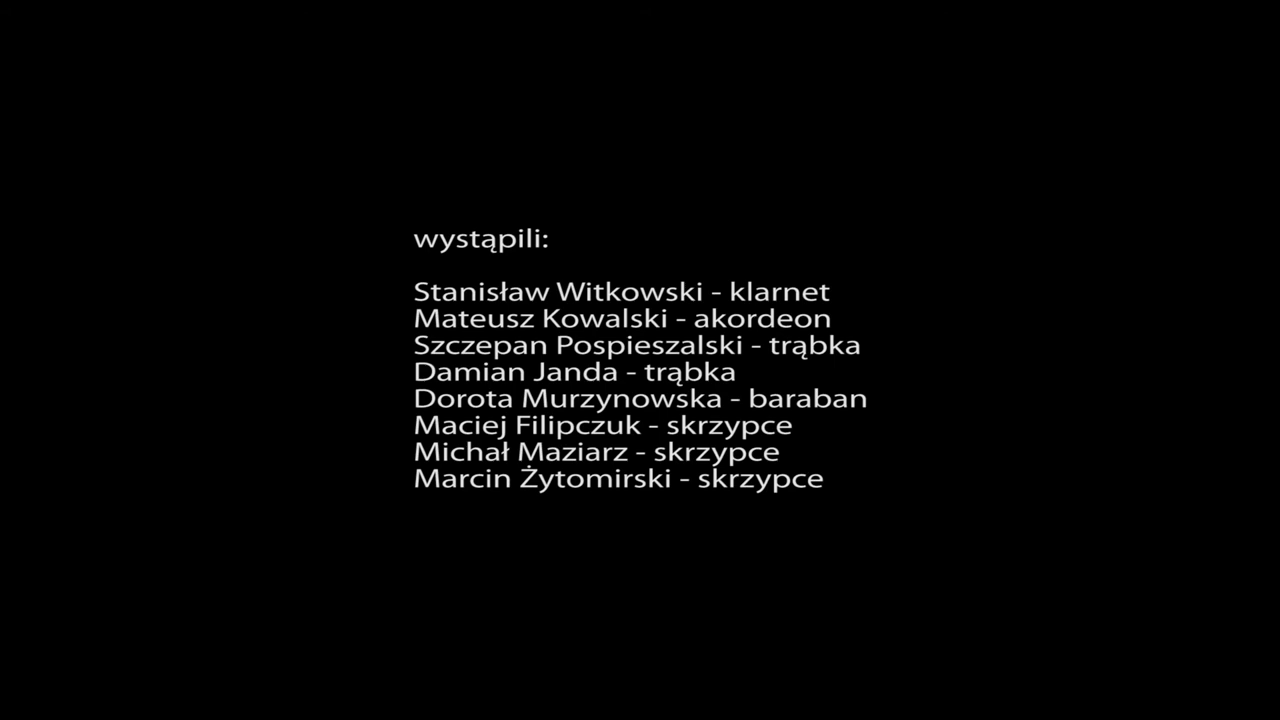 wystąpili:
Stanisław Witkowski - klarnet
Mateusz Kowalski - akordeon
Szczepan Pospieszalski - trąbka
Damian Janda - trąbka
Dorota Murzynowska - baraban
Maciej Filipczuk - skrzypce
Michał Maziarz - skrzypce
Marcin Żytomirski - skrzypce